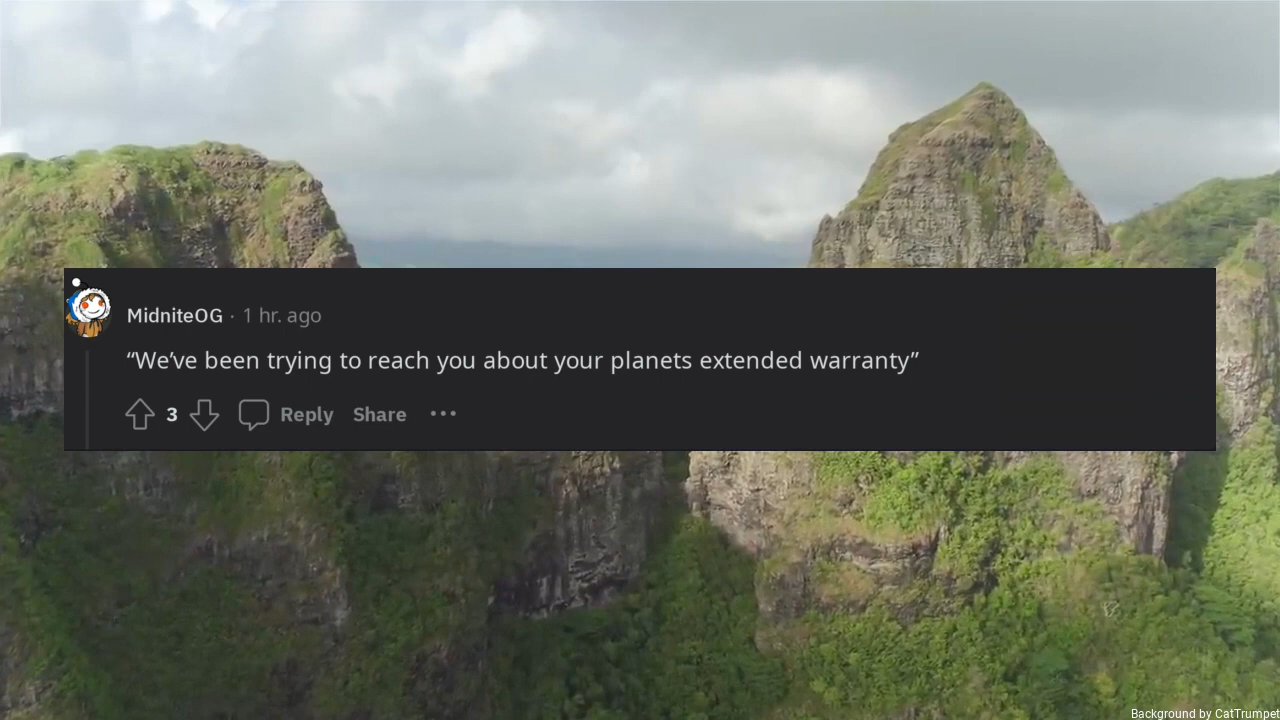 MidniteOG · 1 hr. ago
“We’ve been trying to reach you about your planets extended warranty”
3 Reply Share ···
Background by CatTrumpet